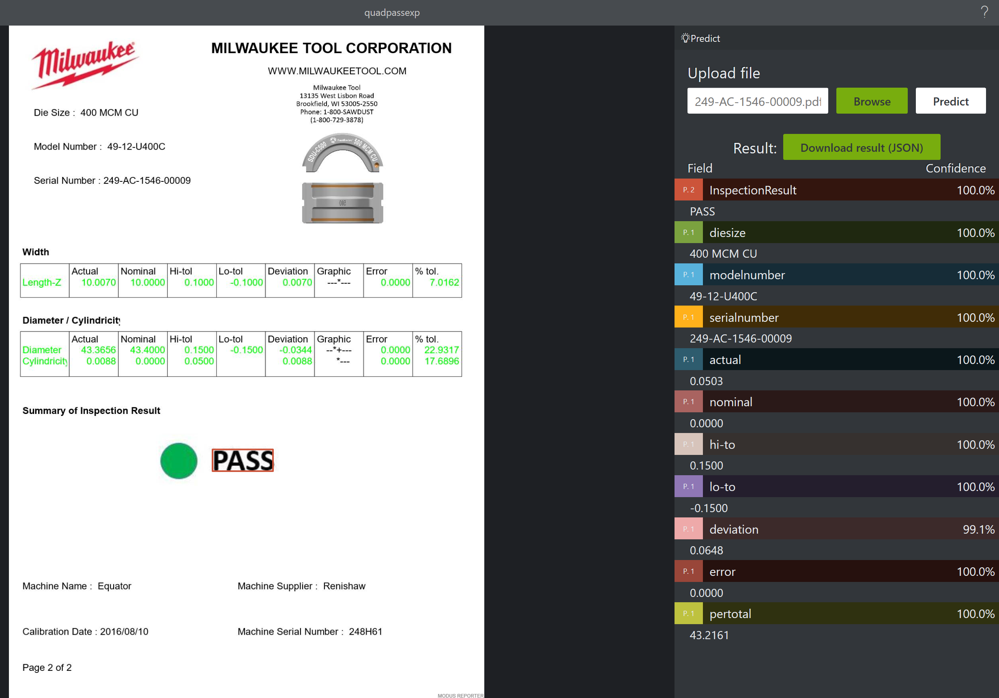 quadpassexp
?
Milwaukee
MILWAUKEE TOOL CORPORATION
WWW.MILWAUKEETOOL.COM
Milwaukee Tool
13135 West Lisbon Road
Brookfield, WI 53005-2550
Phone: 1-800-SAWDUST
(1-800-729-3878)
Die Size : 400 MCM CU
Model Number : 49-12-U400C
Serial Number : 249-AC-1546-00009
SDU-C500 Southwire 500 MCM CU
500
Width
Actual Nominal Hi-tol Lo-tol Deviation Graphic Error % tol.
Length-Z 10.0070 10.0000 0.1000 -0.1000 0.0070 ---*--- 0.0000 7.0162
Diameter / Cylindricity
Actual Nominal Hi-tol Lo-tol Deviation Graphic Error % tol.
Diameter 43.3656 43.4000 0.1500 -0.1500 -0.0344 --*+--- 0.0000 22.9317
Cylindricity 0.0088 0.0000 0.0500 0.0088 *--- 0.0000 17.6896
Summary of Inspection Result
PASS
Machine Name : Equator Machine Supplier : Renishaw
Calibration Date : 2016/08/10 Machine Serial Number : 248H61
Page 2 of 2
MODUS REPORTER
Predict
Upload file
249-AC-1546-00009.pdf Browse Predict
Result: Download result (JSON)
Field Confidence
P. 2 InspectionResult 100.0%
PASS
P. 1 diesize 100.0%
400 MCM CU
P. 1 modelnumber 100.0%
49-12-U400C
P. 1 serialnumber 100.0%
249-AC-1546-00009
P. 1 actual 100.0%
0.0503
P. 1 nominal 100.0%
0.0000
P. 1 hi-to 100.0%
0.1500
P. 1 lo-to 100.0%
-0.1500
P. 1 deviation 99.1%
0.0648
P. 1 error 100.0%
0.0000
P. 1 pertotal 100.0%
43.2161